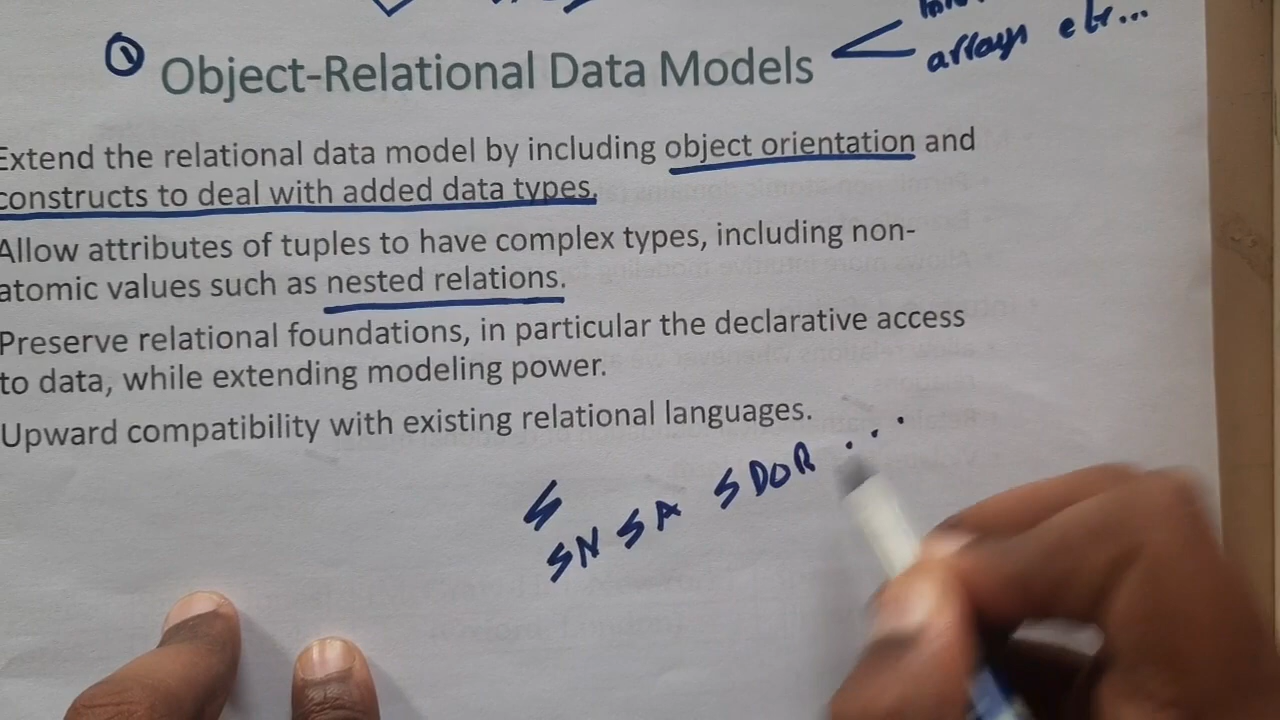 arrays etr...
① Object-Relational Data Models
Extend the relational data model by including object orientation and
constructs to deal with added data types.
Allow attributes of tuples to have complex types, including non-
atomic values such as nested relations.
Preserve relational foundations, in particular the declarative access
to data, while extending modeling power.
Upward compatibility with existing relational languages.
S
SN SA SDOR ...